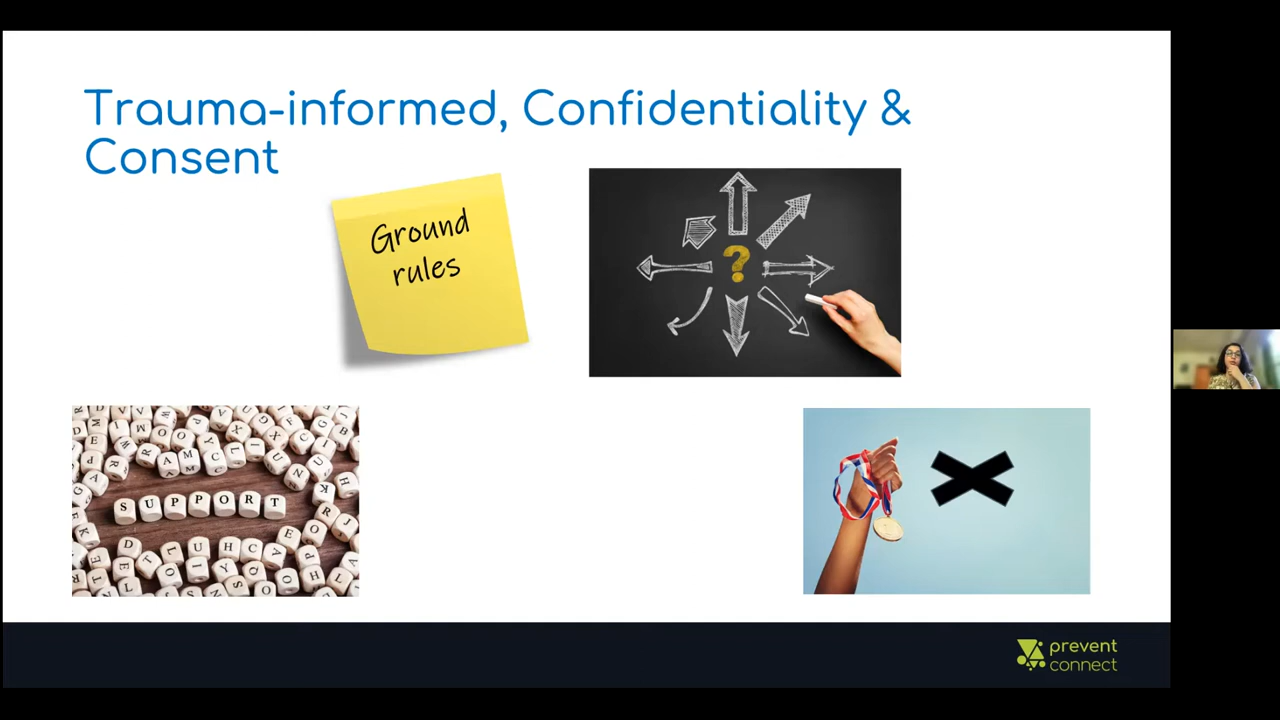 Trauma-informed, Confidentiality &
Consent
Ground
rules
?
SUPPORT
prevent
connect